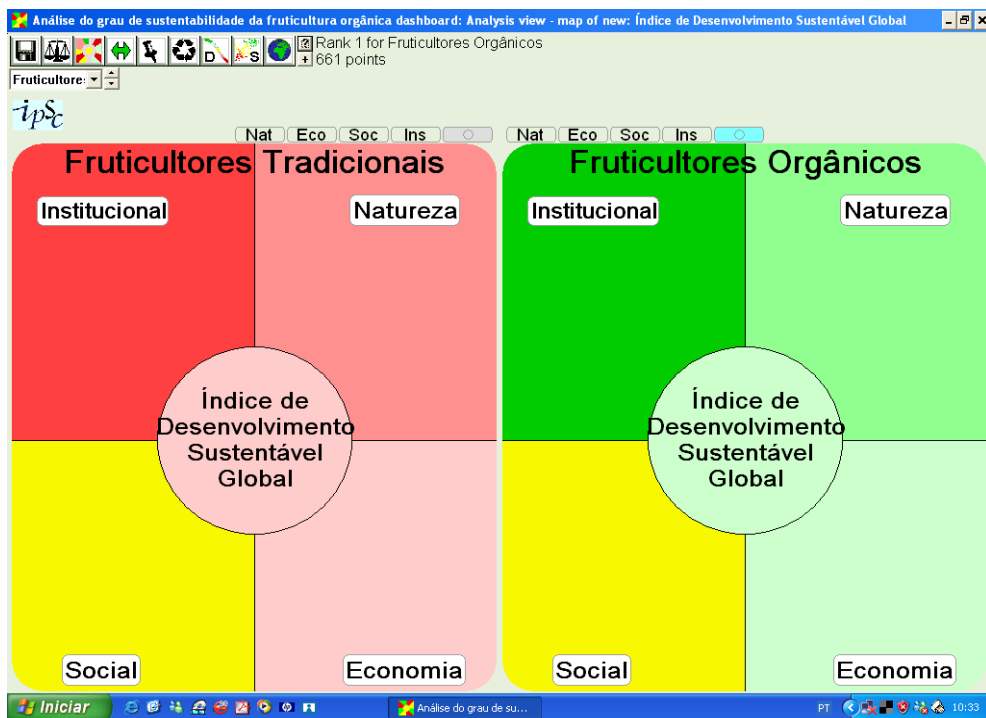 Análise do grau de sustentabilidade da fruticultura orgânica dashboard: Analysis view - map of new: Índice de Desenvolvimento Sustentável Global
D
S
Rank 1 for Fruticultores Orgânicos
661 points
Fruticultore
ipsc
Nat Eco Soc Ins Nat Eco Soc Ins
Fruticultores Tradicionais
Institucional
Natureza
Índice de
Desenvolvimento
Sustentável
Global
Social
Economia
Fruticultores Orgânicos
Institucional
Natureza
Índice de
Desenvolvimento
Sustentável
Global
Social
Economia
Iniciar
Análise do grau de su...
PT
10:33